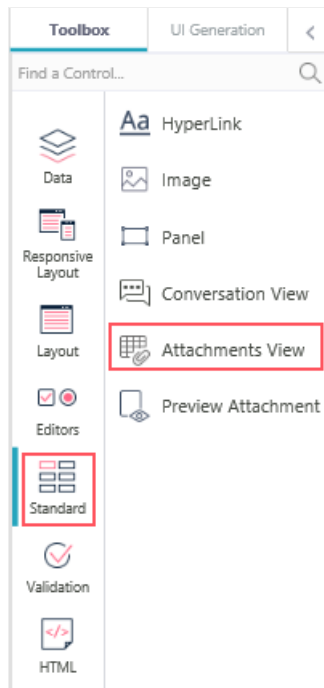 Toolbox
UI Generation
Find a Control...
Data
Responsive
Layout
Layout
Editors
Standard
Validation
HTML
Aa HyperLink
Image
Panel
Conversation View
Attachments View
Preview Attachment